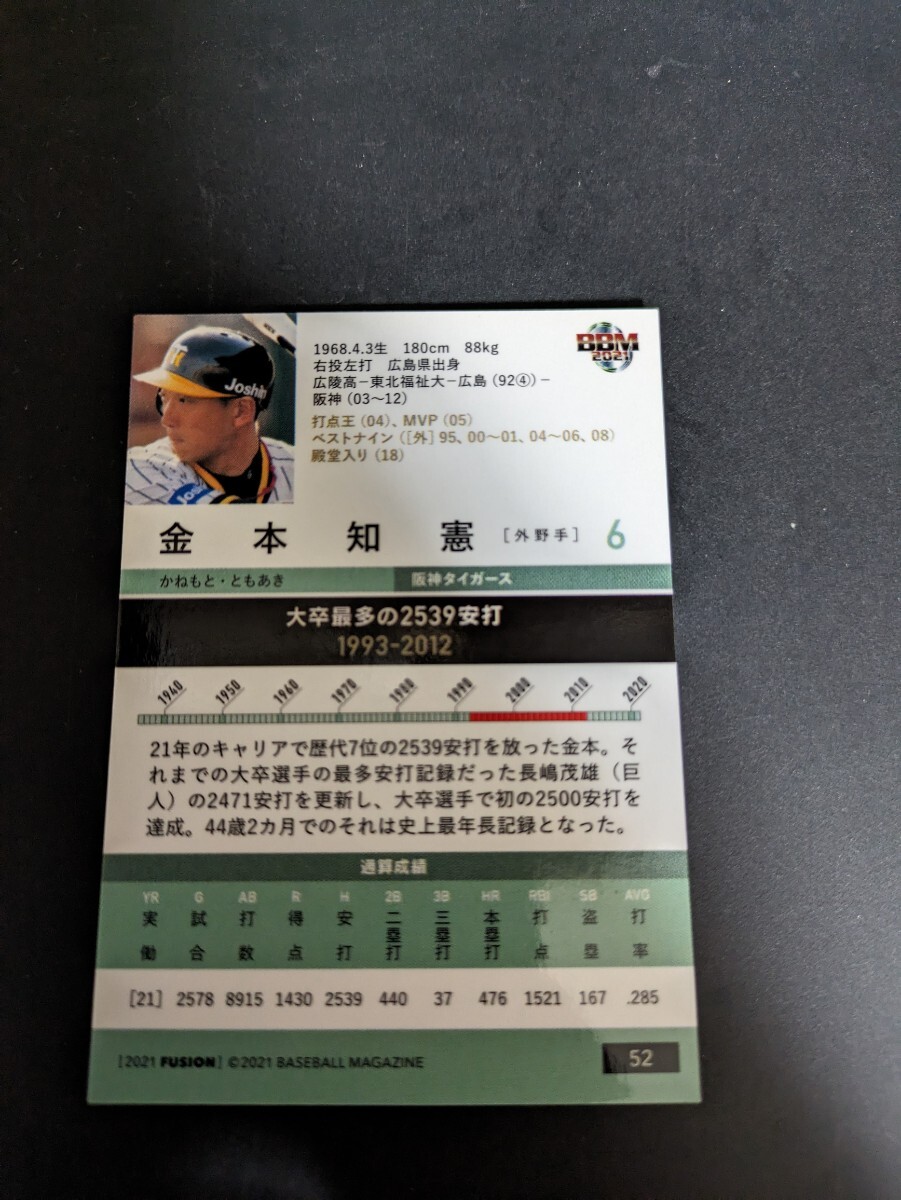 Joshin
1968.4.3生 180cm 88kg
右投左打 広島県出身
広陵高－東北福祉大－広島（92④）－
阪神（03〜12）
打点王（04）、MVP（05）
ベストナイン（［外］95、00〜01、04〜06、08）
殿堂入り（18）
BBM
2021
金本知憲 ［外野手］ 6
かねもと・ともあき 阪神タイガース
大卒最多の2539安打
1993-2012
1940 1950 1960 1970 1980 1990 2000 2010 2020
21年のキャリアで歴代7位の2539安打を放った金本。そ
れまでの大卒選手の最多安打記録だった長嶋茂雄（巨
人）の2471安打を更新し、大卒選手で初の2500安打を
達成。44歳2カ月でのそれは史上最年長記録となった。
通算成績
YR G AB R H 2B 3B HR RBI SB AVG
実働 試合 打数 得点 安打 二塁打 三塁打 本塁打 打点 盗塁 打率
［21］ 2578 8915 1430 2539 440 37 476 1521 167 .285
［2021 FUSION］ ©2021 BASEBALL MAGAZINE 52